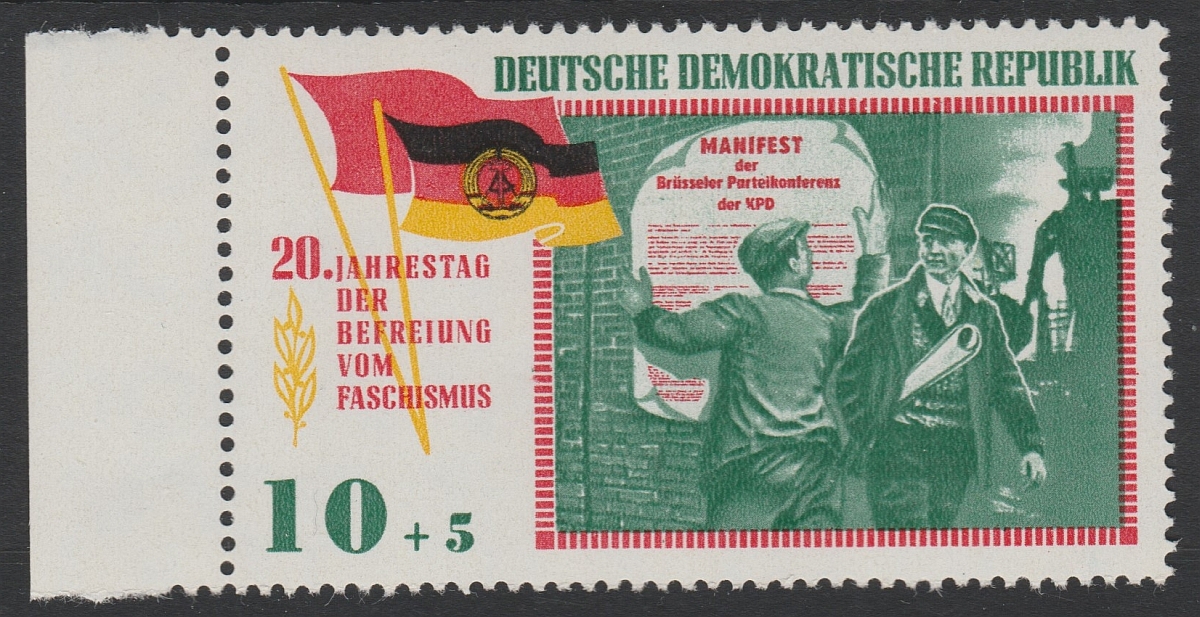 DEUTSCHE DEMOKRATISCHE REPUBLIK
MANIFEST
der
Brüsseler Parteikonferenz
der KPD
20. JAHRESTAG
DER
BEFREIUNG
VOM
FASCHISMUS
10 + 5